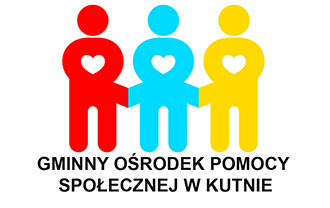 GMINNY OŚRODEK POMOCY
SPOŁECZNEJ W KUTNIE